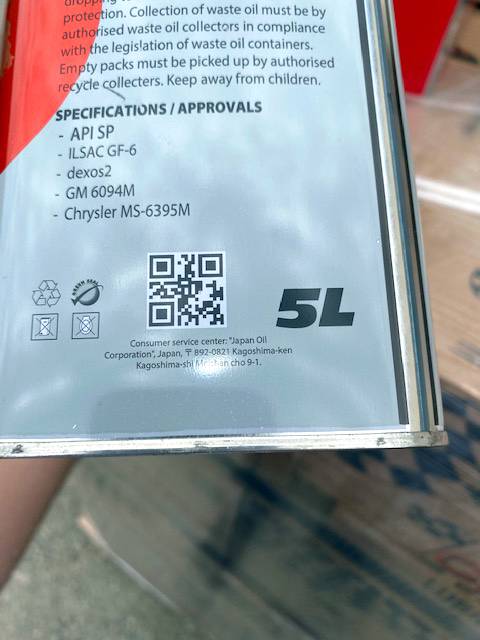 protection. Collection of waste oil must be by
authorised waste oil collectors in compliance
with the legislation of waste oil containers.
Empty packs must be picked up by authorised
recycle collecters. Keep away from children.
SPECIFICATIONS / APPROVALS
- API SP
- ILSAC GF-6
- dexos2
- GM 6094M
- Chrysler MS-6395M
5L
Consumer service center: "Japan Oil
Corporation", Japan, 〒892-0821 Kagoshima-ken
Kagoshima-shi cho 9-1.